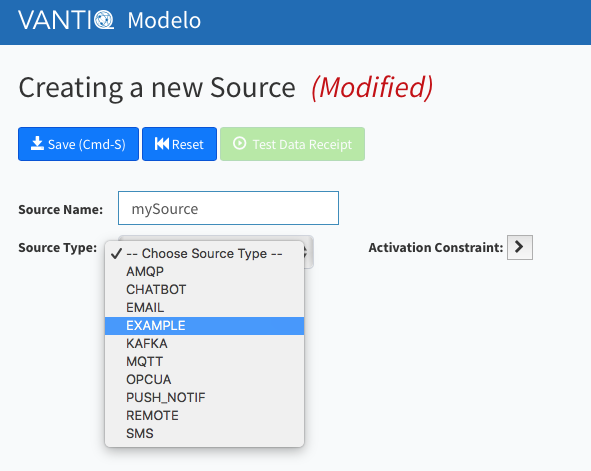 VANTIQ Modelo
Creating a new Source (Modified)
Save (Cmd-S) Reset Test Data Receipt
Source Name: mySource
Source Type: Activation Constraint:
-- Choose Source Type --
AMQP
CHATBOT
EMAIL
EXAMPLE
KAFKA
MQTT
OPCUA
PUSH_NOTIF
REMOTE
SMS